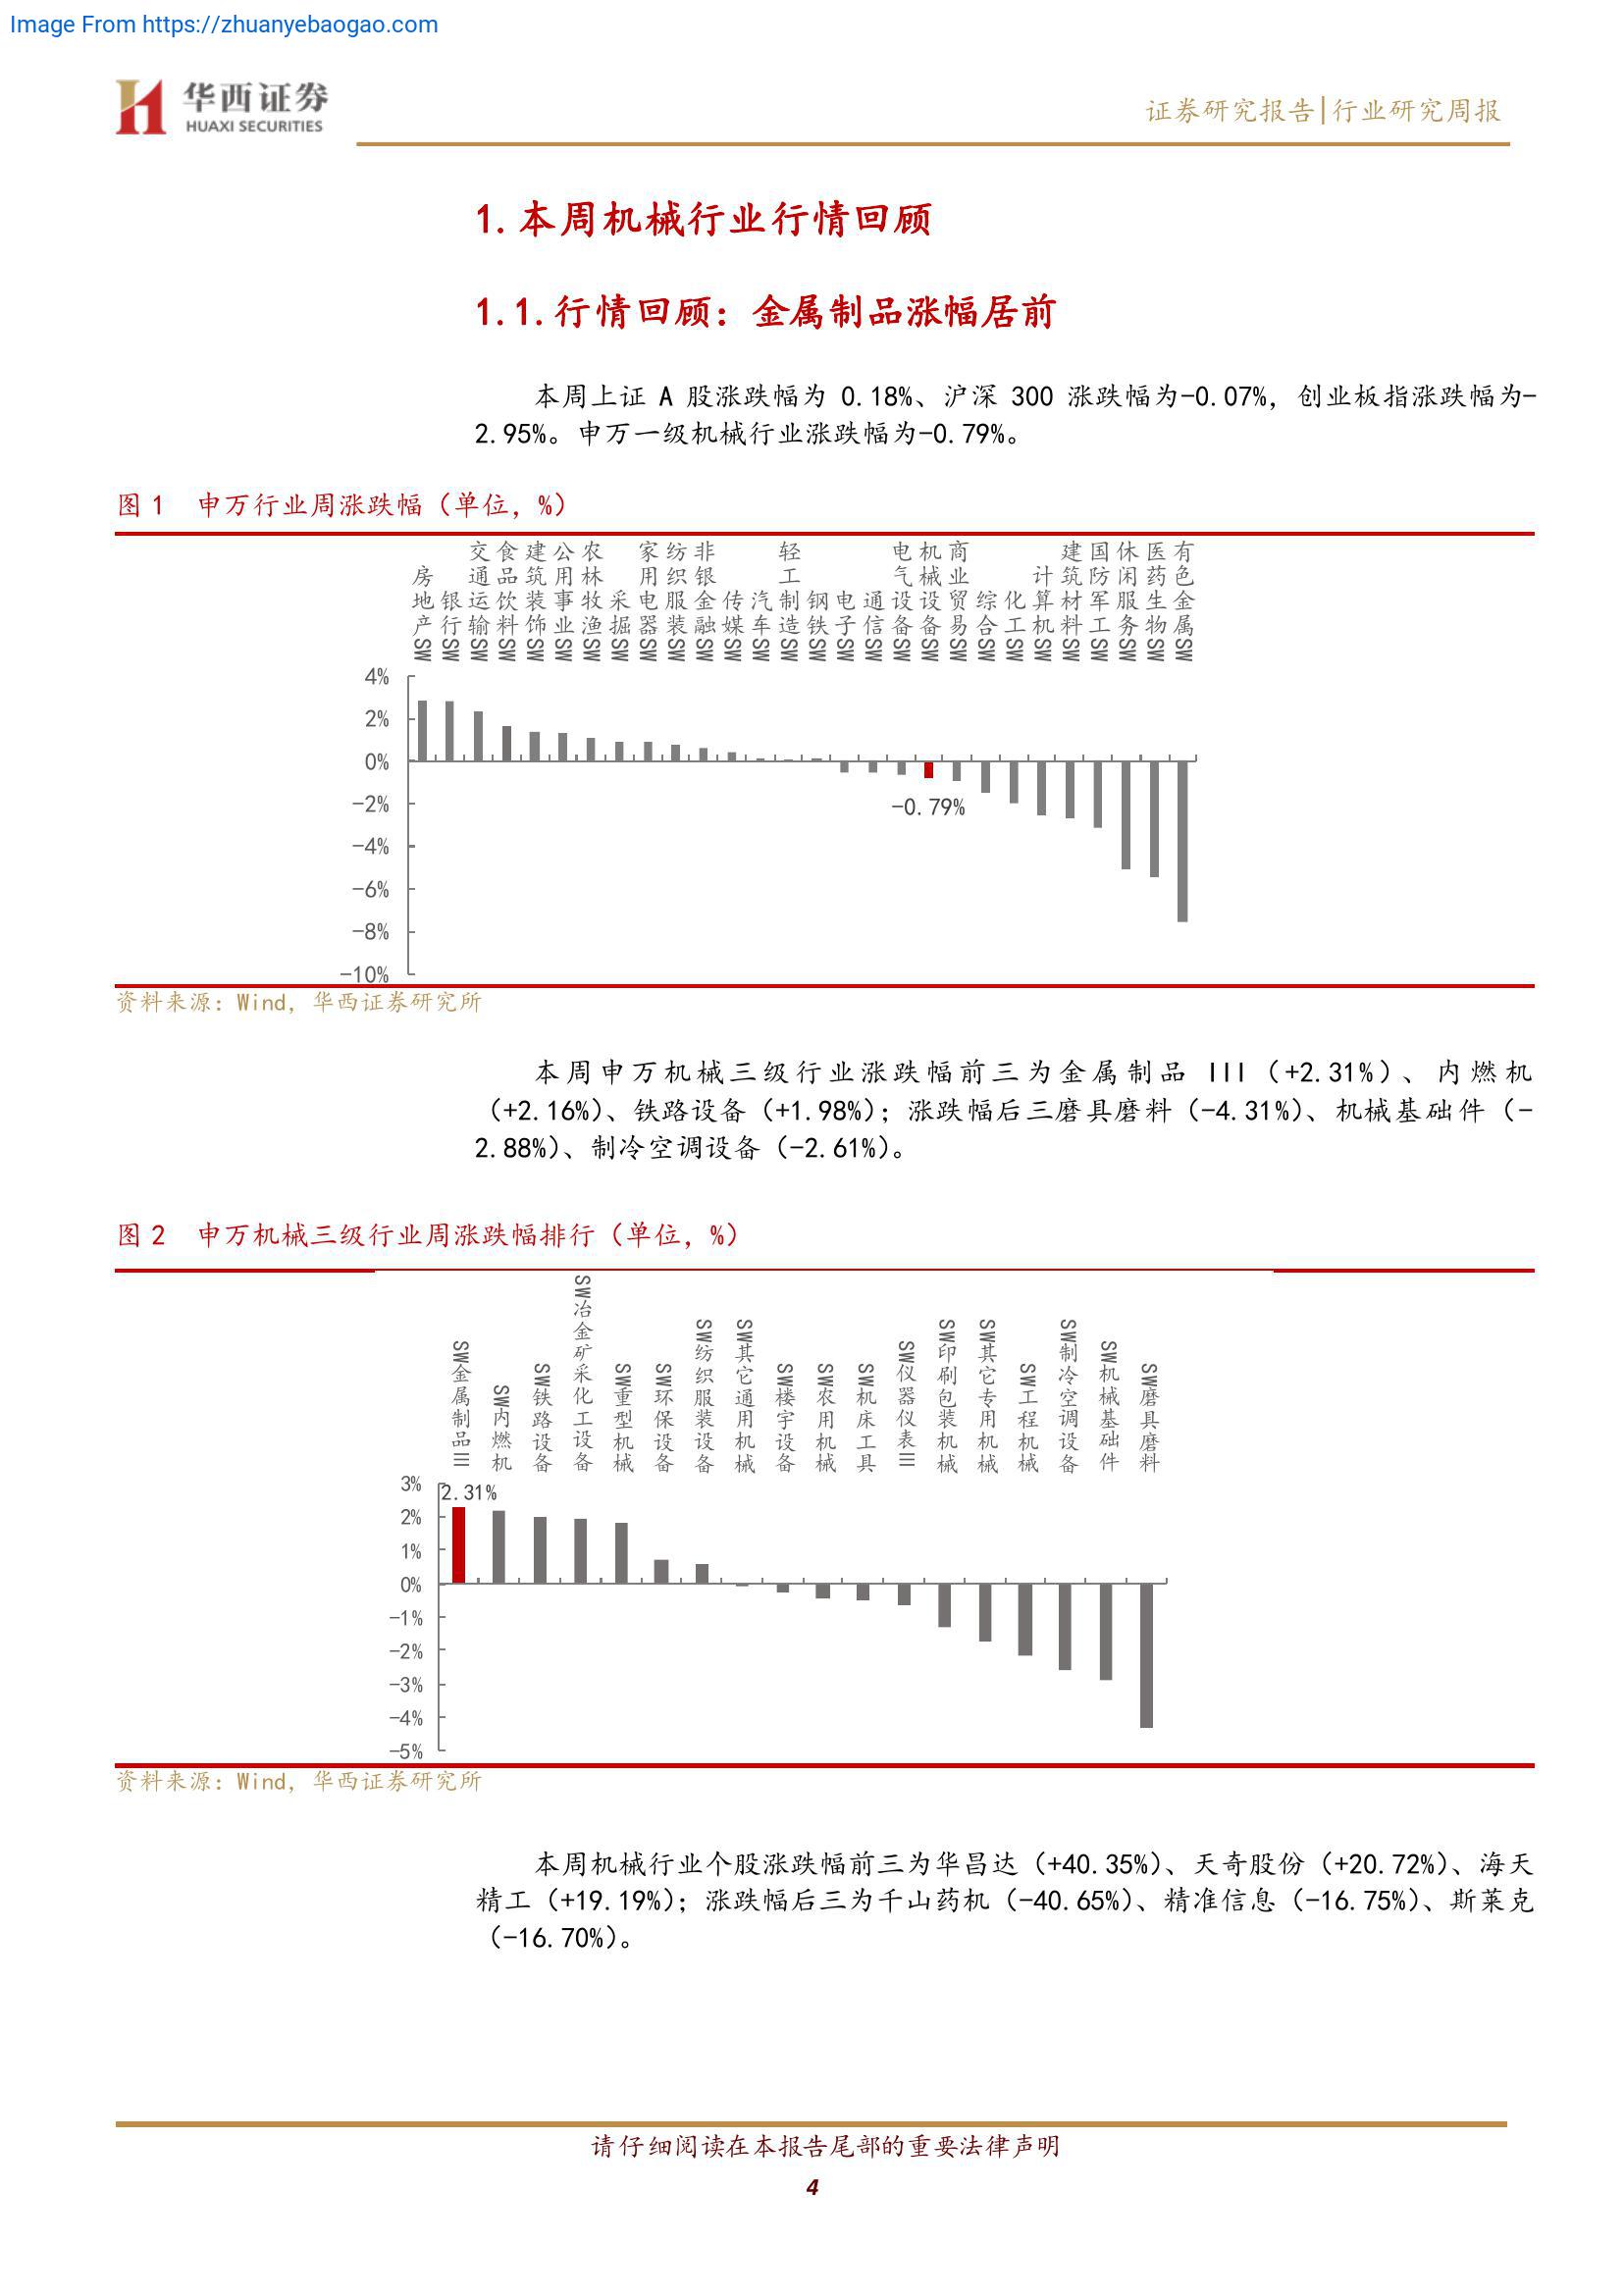 Image From https://zhuanyebaogao.com
华西证券
HUAXI SECURITIES
证券研究报告|行业研究周报
1.本周机械行业行情回顾
1.1.行情回顾：金属制品涨幅居前
本周上证 A 股涨跌幅为 0.18%、沪深 300 涨跌幅为-0.07%，创业板指涨跌幅为-
2.95%。申万一级机械行业涨跌幅为-0.79%。
图 1 申万行业周涨跌幅（单位，%）
房地产SW
银行SW
交通运输SW
食品饮料SW
建筑装饰SW
公用事业SW
农林牧渔SW
采掘SW
家用电器SW
纺织服装SW
非银金融SW
传媒SW
汽车SW
轻工制造SW
钢铁SW
电子SW
通信SW
电气设备SW
机械设备SW
商业贸易SW
综合SW
化工SW
计算机SW
建筑材料SW
国防军工SW
休闲服务SW
医药生物SW
有色金属SW
4%
2%
0%
-2%
-4%
-6%
-8%
-10%
-0.79%
资料来源：Wind，华西证券研究所
本周申万机械三级行业涨跌幅前三为金属制品 III（+2.31%）、内燃机
（+2.16%）、铁路设备（+1.98%）；涨跌幅后三磨具磨料（-4.31%）、机械基础件（-
2.88%）、制冷空调设备（-2.61%）。
图 2 申万机械三级行业周涨跌幅排行（单位，%）
SW金属制品III
SW内燃机
SW铁路设备
SW冶金矿采化工设备
SW重型机械
SW环保设备
SW纺织服装设备
SW其它通用机械
SW楼宇设备
SW农用机械
SW机床工具
SW仪器仪表III
SW印刷包装机械
SW其它专用机械
SW工程机械
SW制冷空调设备
SW机械基础件
SW磨具磨料
3%
2%
1%
0%
-1%
-2%
-3%
-4%
-5%
2.31%
资料来源：Wind，华西证券研究所
本周机械行业个股涨跌幅前三为华昌达（+40.35%）、天奇股份（+20.72%）、海天
精工（+19.19%）；涨跌幅后三为千山药机（-40.65%）、精准信息（-16.75%）、斯莱克
（-16.70%）。
请仔细阅读在本报告尾部的重要法律声明
4